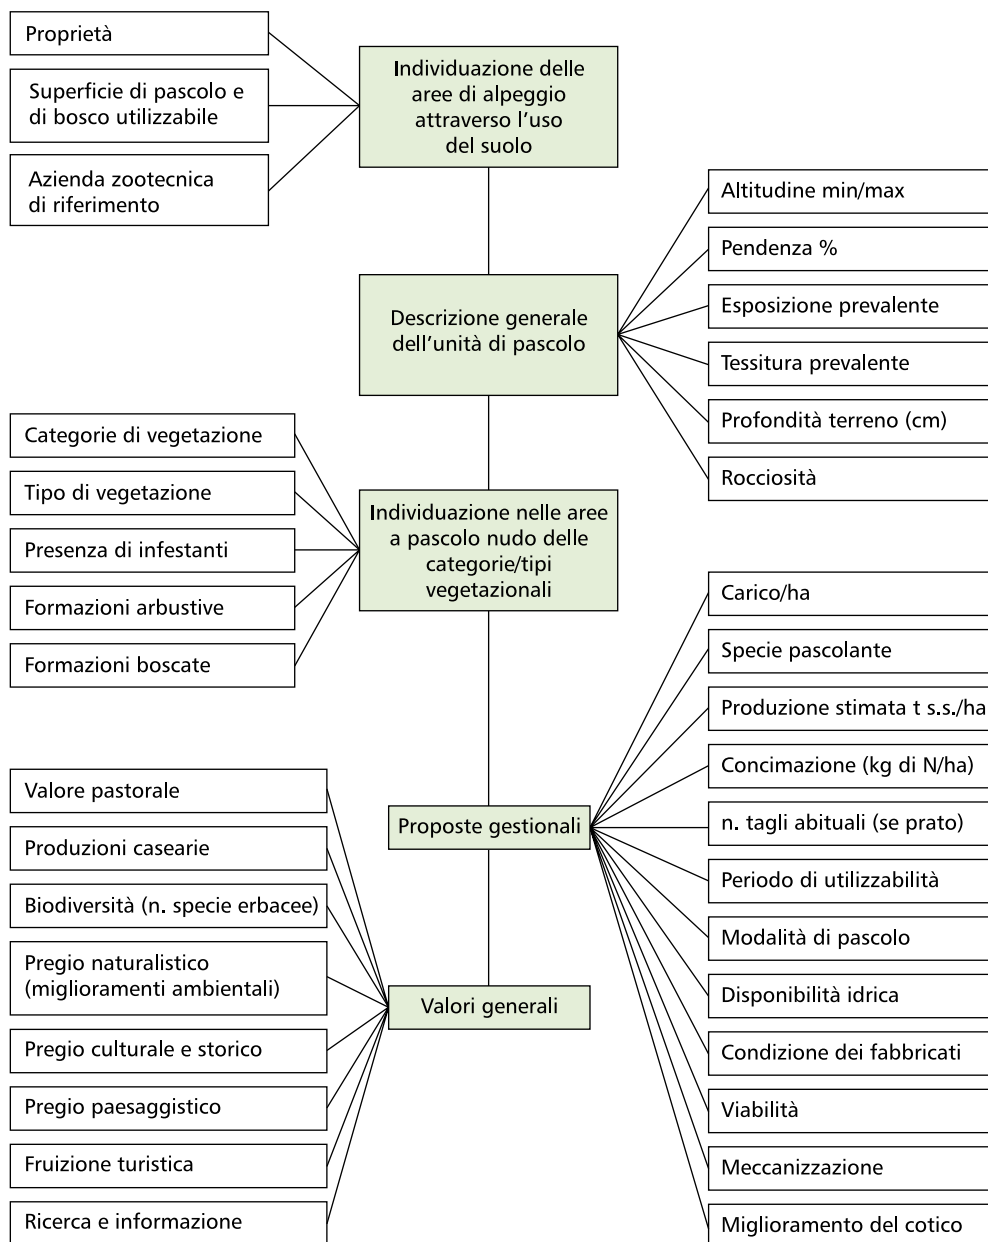 Proprietà
Superficie di pascolo e
di bosco utilizzabile
Azienda zootecnica
di riferimento
Individuazione delle
aree di alpeggio
attraverso l'uso
del suolo
Altitudine min/max
Pendenza %
Esposizione prevalente
Tessitura prevalente
Profondità terreno (cm)
Rocciosità
Descrizione generale
dell'unità di pascolo
Categorie di vegetazione
Tipo di vegetazione
Presenza di infestanti
Formazioni arbustive
Formazioni boscate
Individuazione nelle aree
a pascolo nudo delle
categorie/tipi
vegetazionali
Carico/ha
Specie pascolante
Produzione stimata t s.s./ha
Concimazione (kg di N/ha)
n. tagli abituali (se prato)
Periodo di utilizzabilità
Modalità di pascolo
Disponibilità idrica
Condizione dei fabbricati
Viabilità
Meccanizzazione
Miglioramento del cotico
Proposte gestionali
Valore pastorale
Produzioni casearie
Biodiversità (n. specie erbacee)
Pregio naturalistico
(miglioramenti ambientali)
Pregio culturale e storico
Pregio paesaggistico
Fruizione turistica
Ricerca e informazione
Valori generali